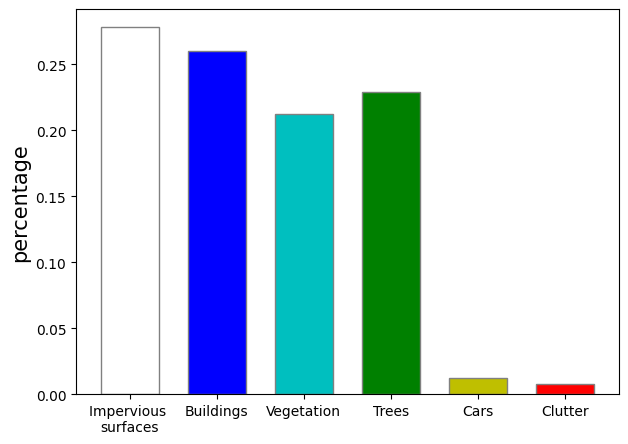 percentage
0.25
0.20
0.15
0.10
0.05
0.00
Impervious
surfaces
Buildings
Vegetation
Trees
Cars
Clutter